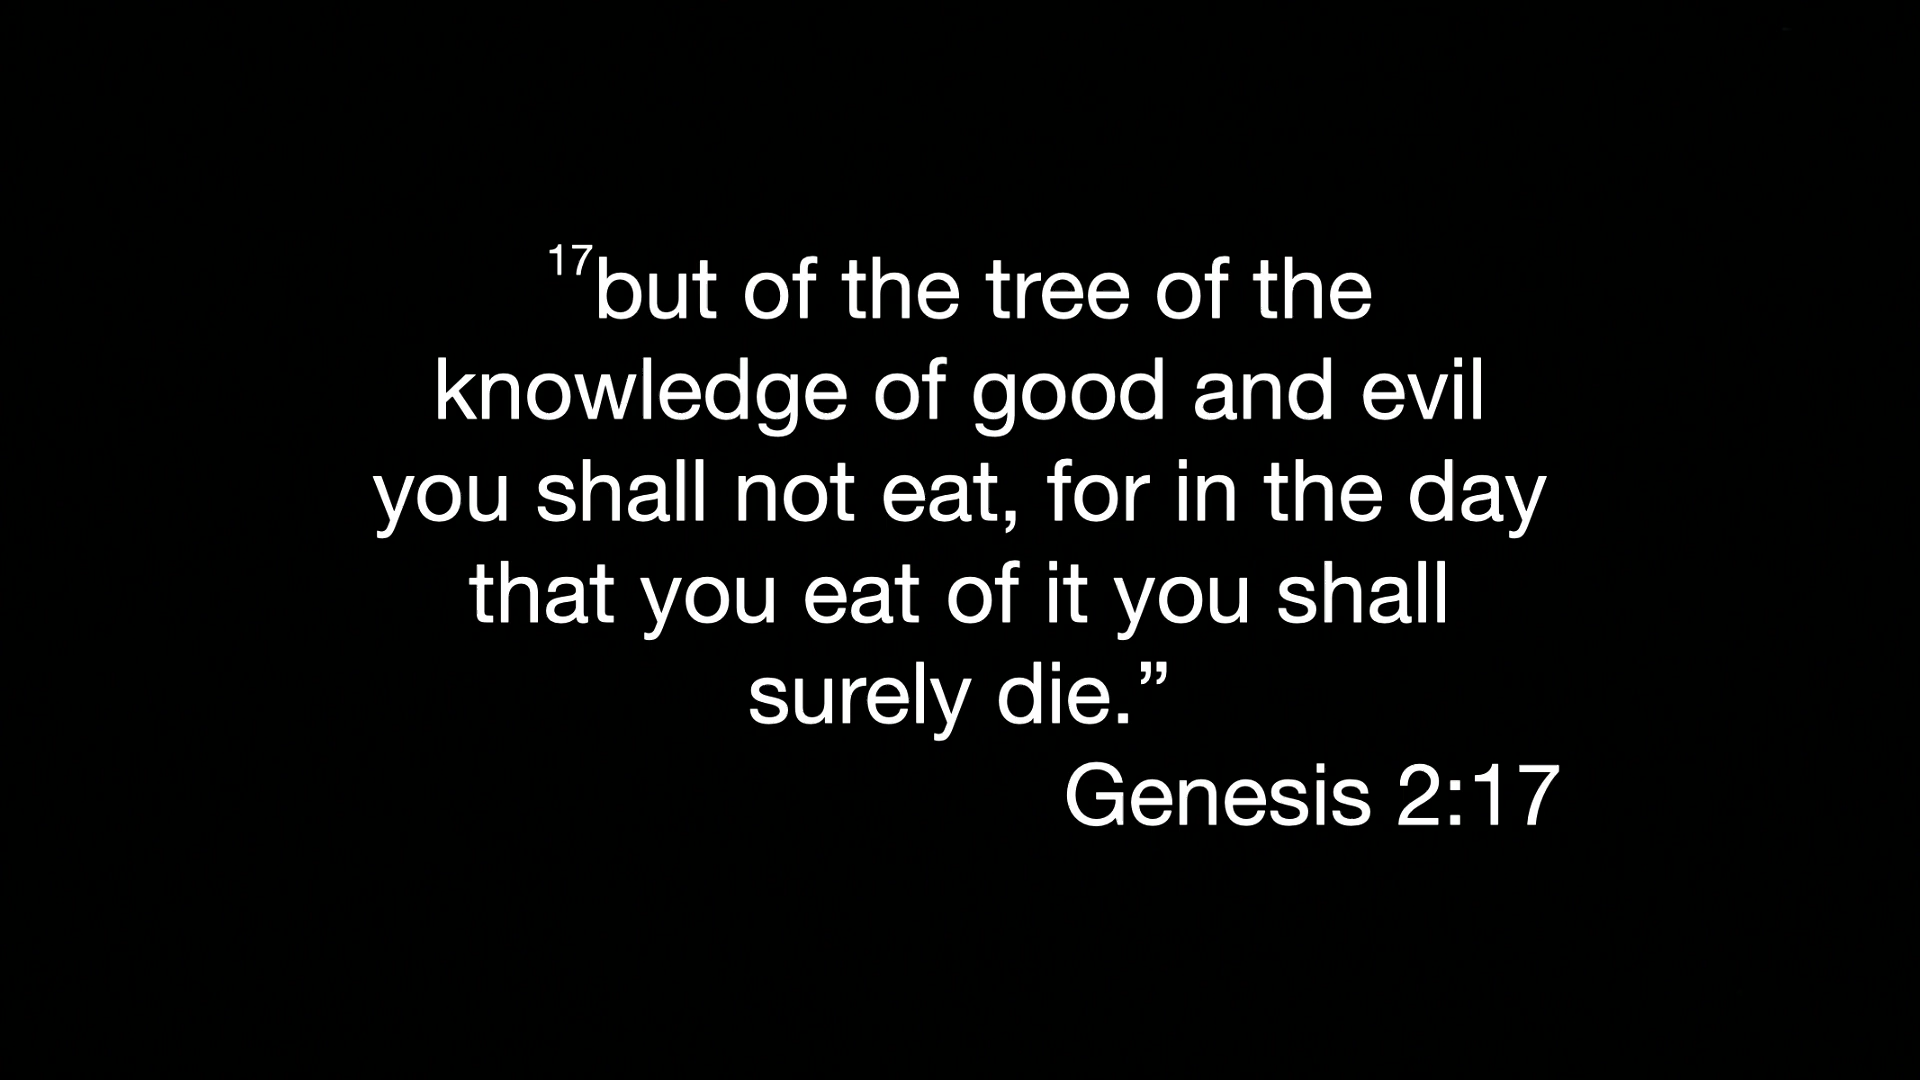 17but of the tree of the
knowledge of good and evil
you shall not eat, for in the day
that you eat of it you shall
surely die.”
Genesis 2:17